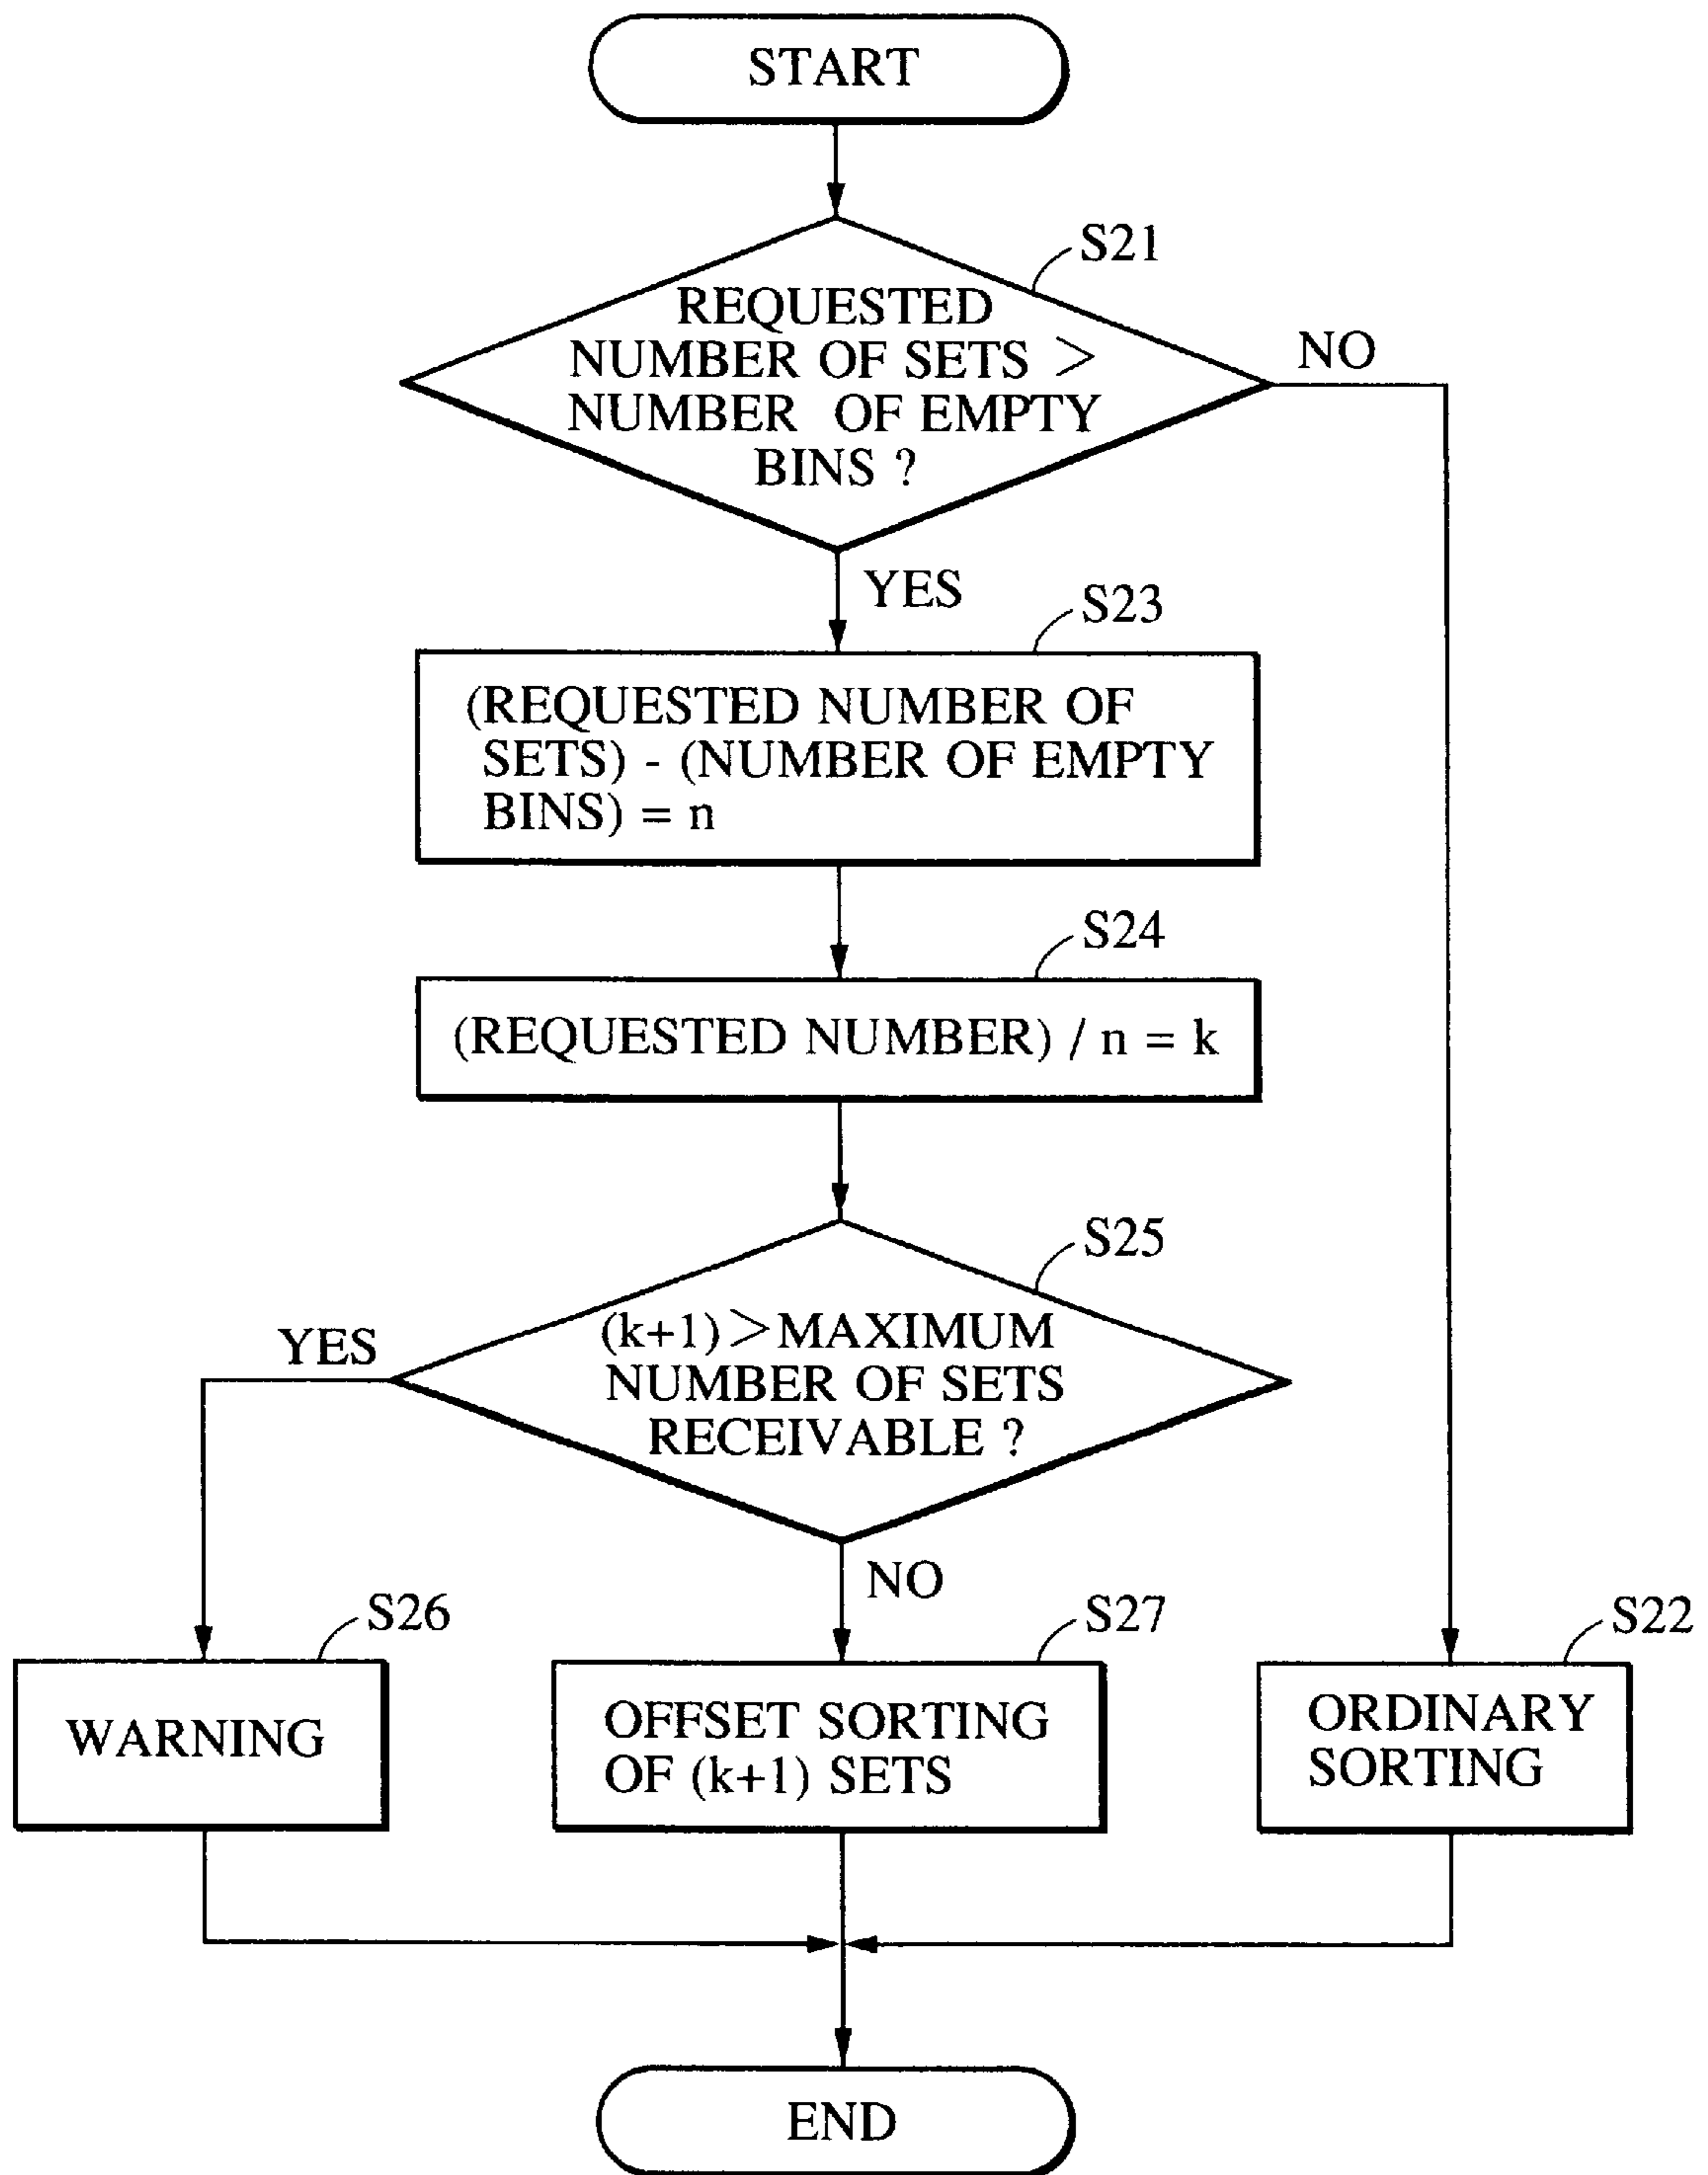 START
S21
REQUESTED
NUMBER OF SETS >
NUMBER OF EMPTY
BINS ?
NO
YES
S23
(REQUESTED NUMBER OF
SETS) - (NUMBER OF EMPTY
BINS) = n
S24
(REQUESTED NUMBER) / n = k
S25
(k+1) > MAXIMUM
NUMBER OF SETS
RECEIVABLE ?
YES
NO
S26
WARNING
S27
OFFSET SORTING
OF (k+1) SETS
S22
ORDINARY
SORTING
END